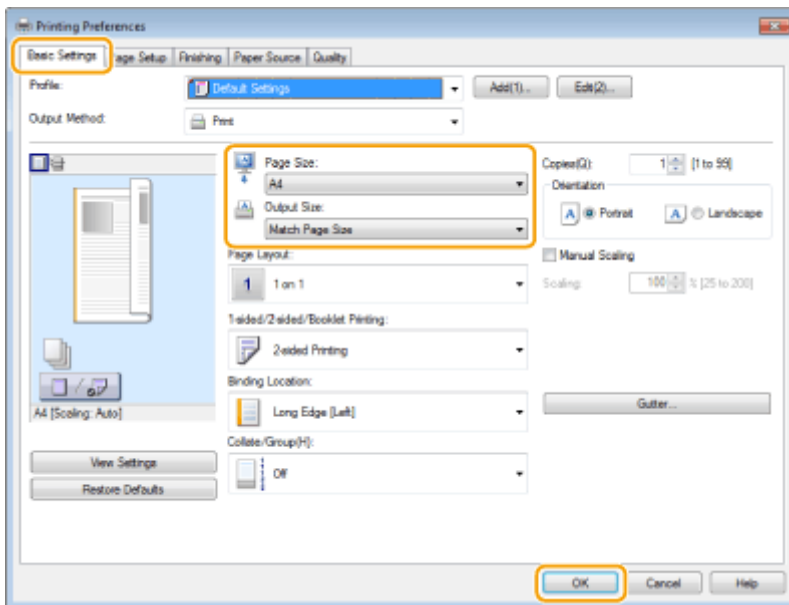 Printing Preferences
Basic Settings Page Setup Finishing Paper Source Quality
Profile: Default Settings Add(1)... Edit(2)...
Output Method: Print
Page Size:
A4
Output Size:
Match Page Size
Copies(Q): 1 [1 to 99]
Orientation
A Portrait A Landscape
Page Layout:
1 1 on 1
Manual Scaling
Scaling: 100 % [25 to 200]
1-sided/2-sided/Booklet Printing:
2-sided Printing
Binding Location:
Long Edge [Left]
Gutter...
A4 [Scaling: Auto]
Collate/Group(H):
Off
View Settings
Restore Defaults
OK Cancel Help